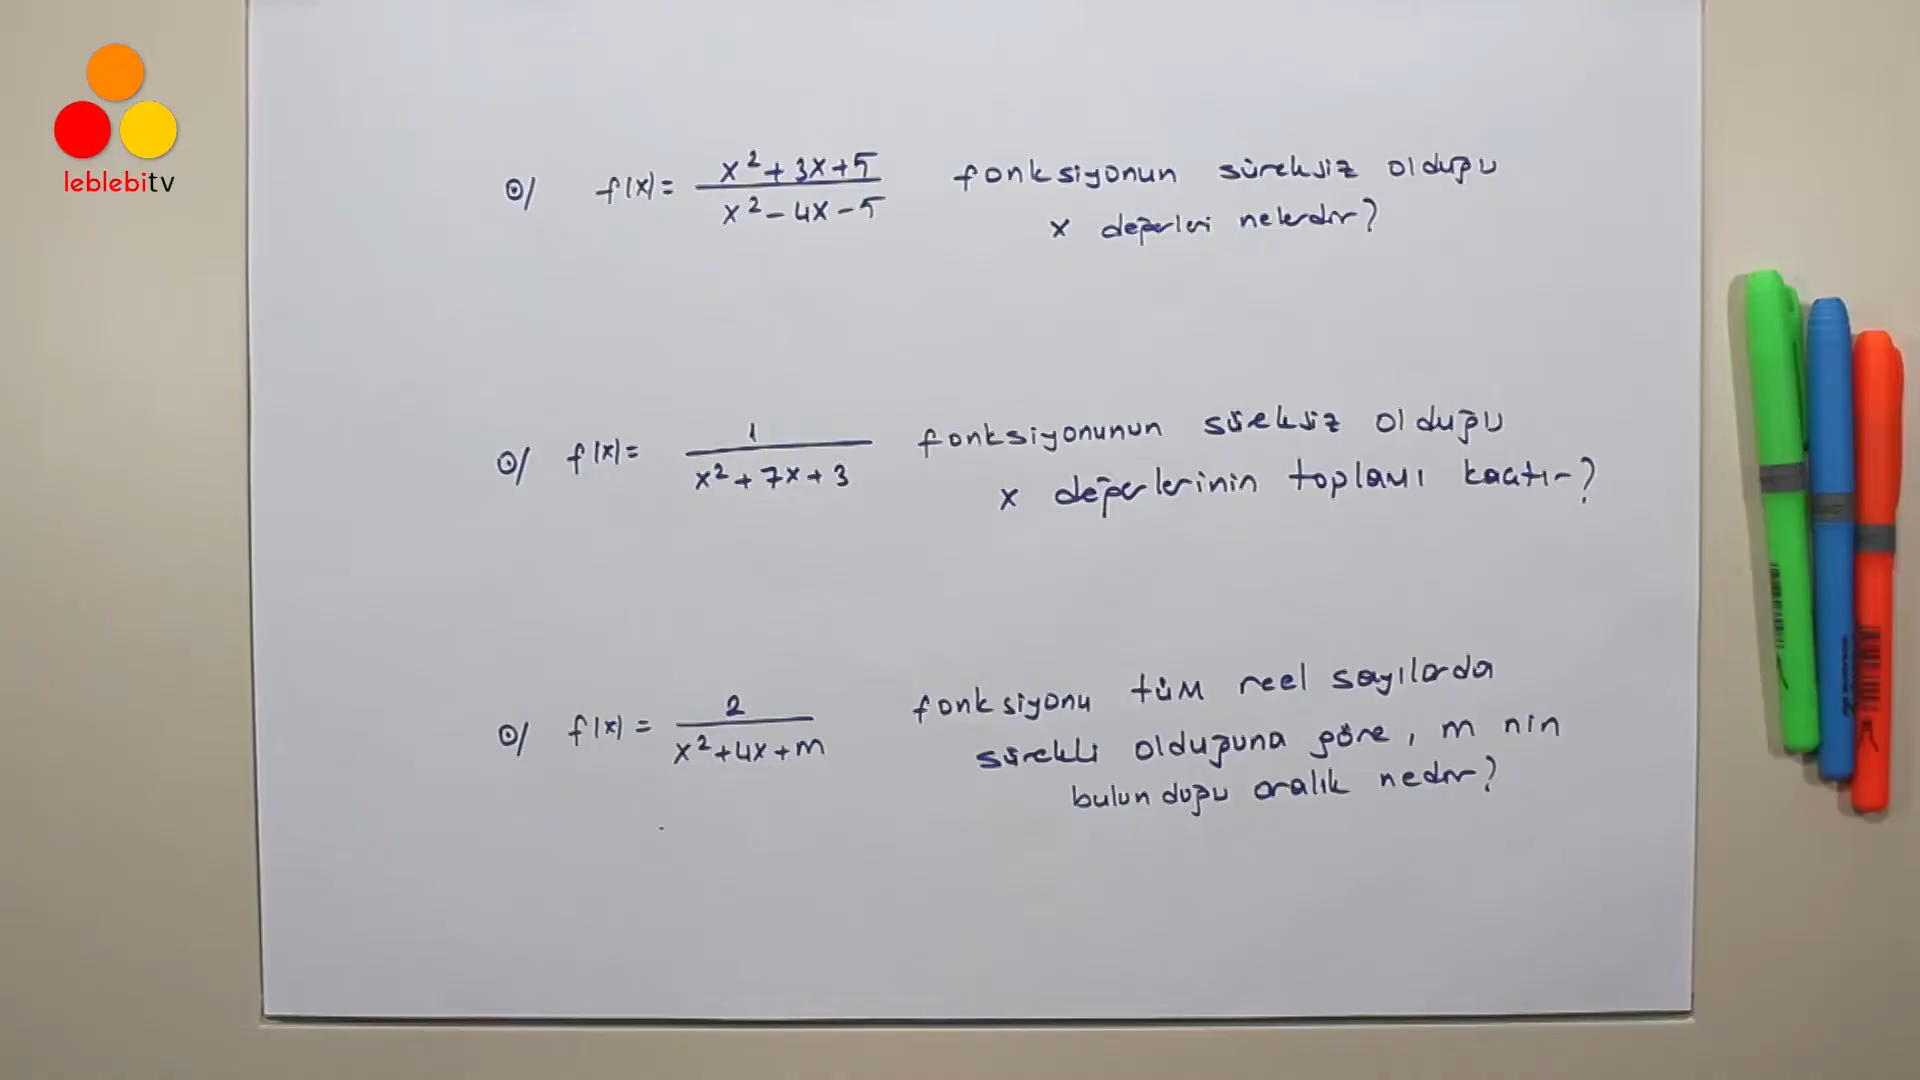 leblebitv
⊙/ f(x)= x²+3x+5 / x²-4x-5 fonksiyonun süreksiz olduğu
x değerleri nelerdir?
⊙/ f(x)= 1 / x²+7x+3 fonksiyonunun süreksiz olduğu
x değerlerinin toplamı kaçtır?
⊙/ f(x)= 2 / x²+4x+m fonksiyonu tüm reel sayılarda
sürekli olduğuna göre, m nin
bulunduğu aralık nedir?